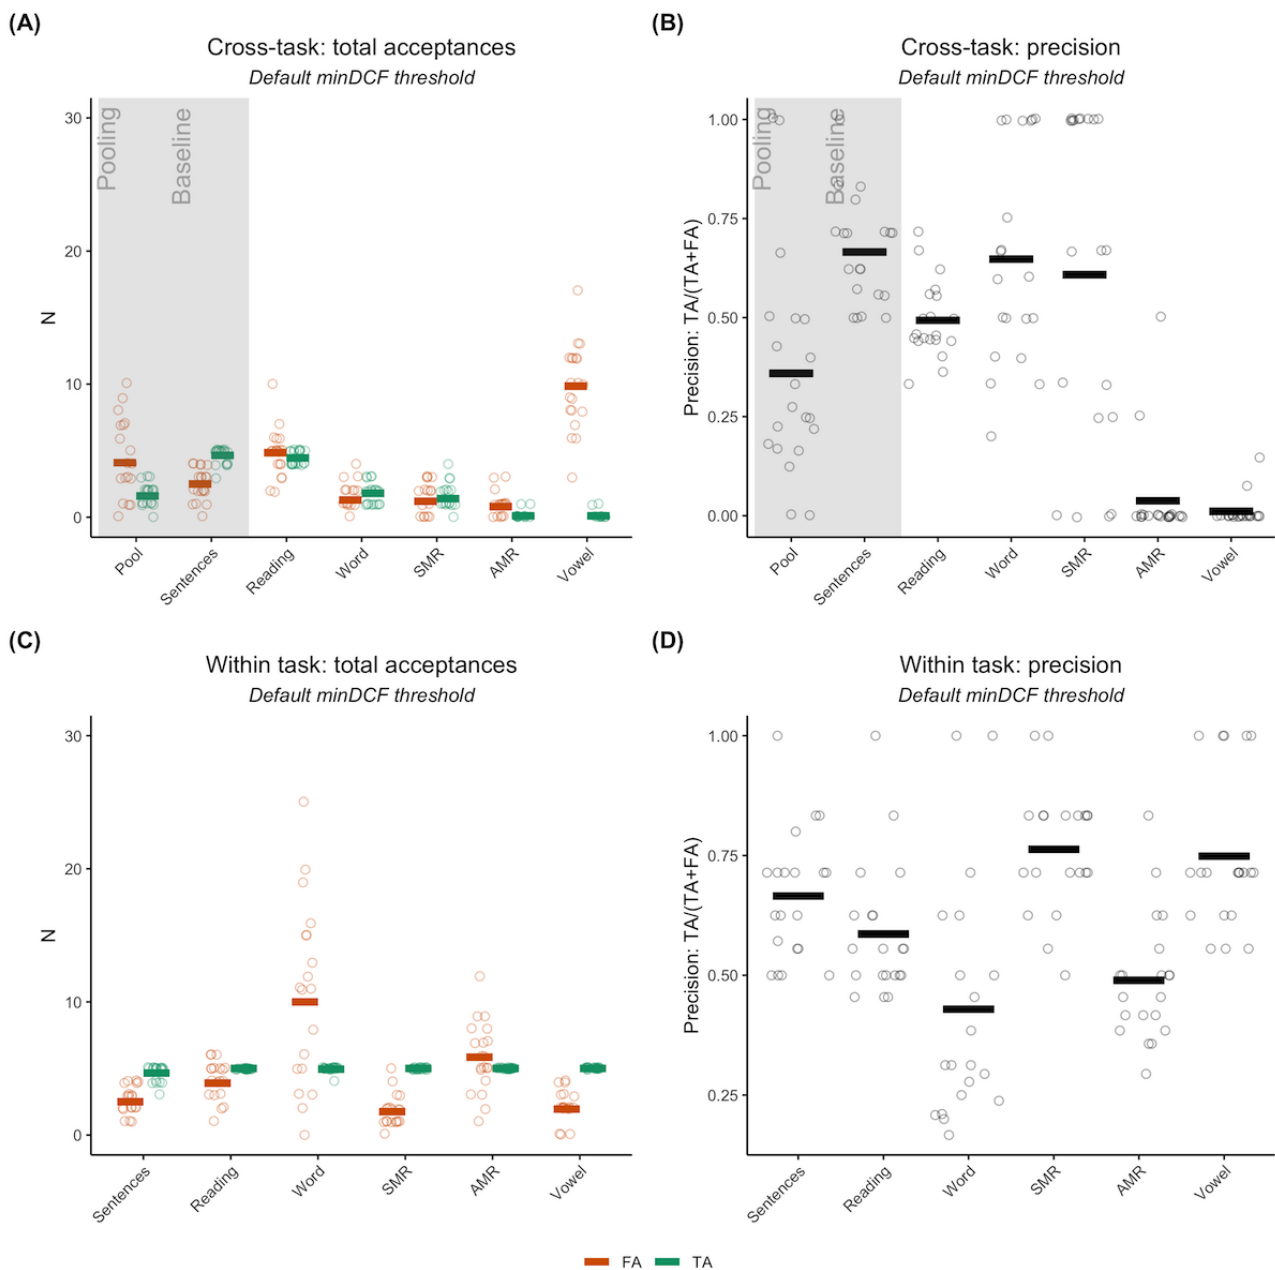 (A)
Cross-task: total acceptances
Default minDCF threshold
30
20
10
0
N
Pooling
Baseline
Pool
Sentences
Reading
Word
SMR
AMR
Vowel
(B)
Cross-task: precision
Default minDCF threshold
1.00
0.75
0.50
0.25
0.00
Precision: TA/(TA+FA)
Pooling
Baseline
Pool
Sentences
Reading
Word
SMR
AMR
Vowel
(C)
Within task: total acceptances
Default minDCF threshold
30
20
10
0
N
Sentences
Reading
Word
SMR
AMR
Vowel
(D)
Within task: precision
Default minDCF threshold
1.00
0.75
0.50
0.25
Precision: TA/(TA+FA)
Sentences
Reading
Word
SMR
AMR
Vowel
FA
TA